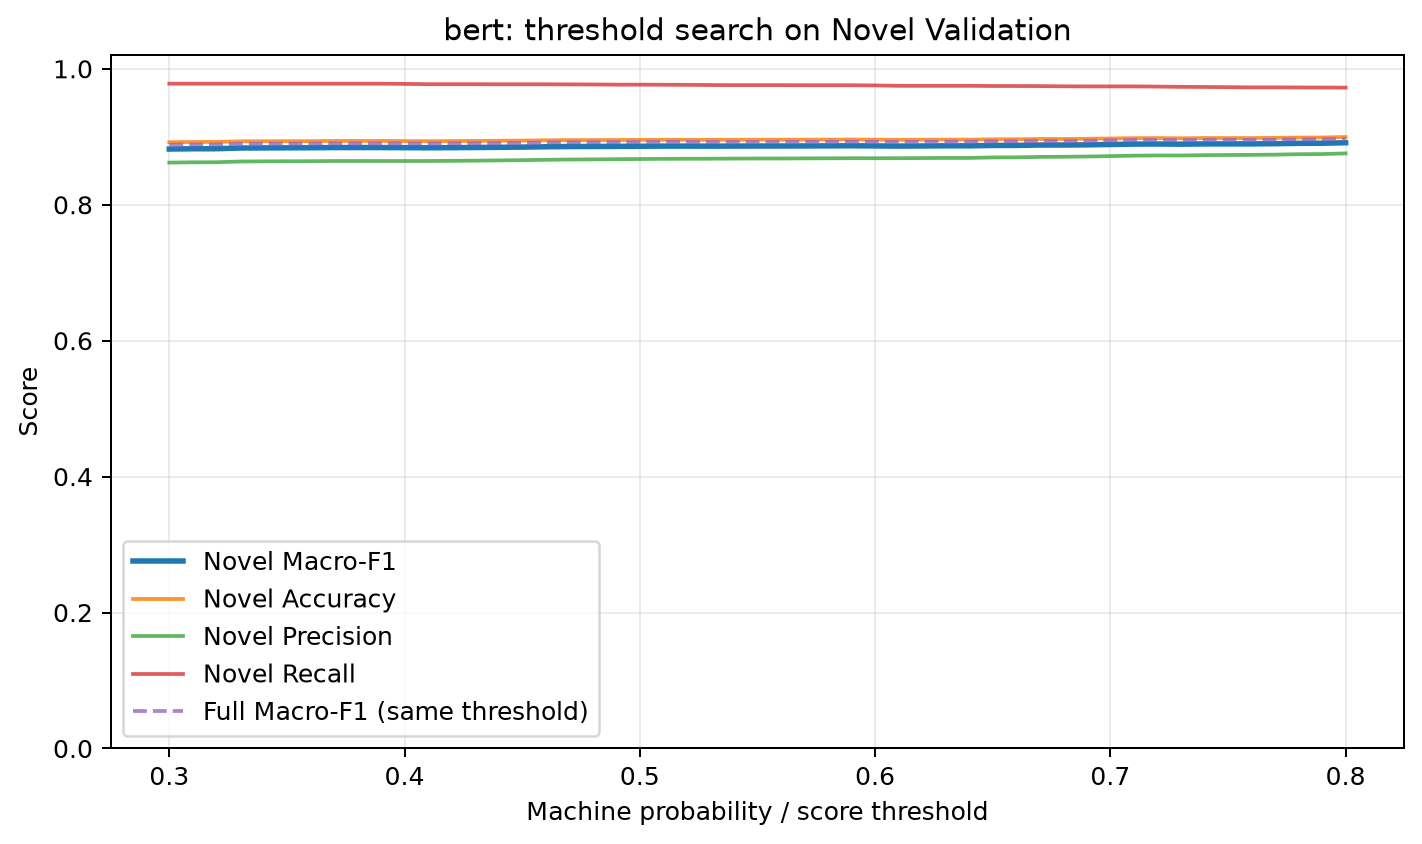 bert: threshold search on Novel Validation
1.0
0.8
0.6
0.4
0.2
0.0
Score
Novel Macro-F1
Novel Accuracy
Novel Precision
Novel Recall
Full Macro-F1 (same threshold)
0.3 0.4 0.5 0.6 0.7 0.8
Machine probability / score threshold